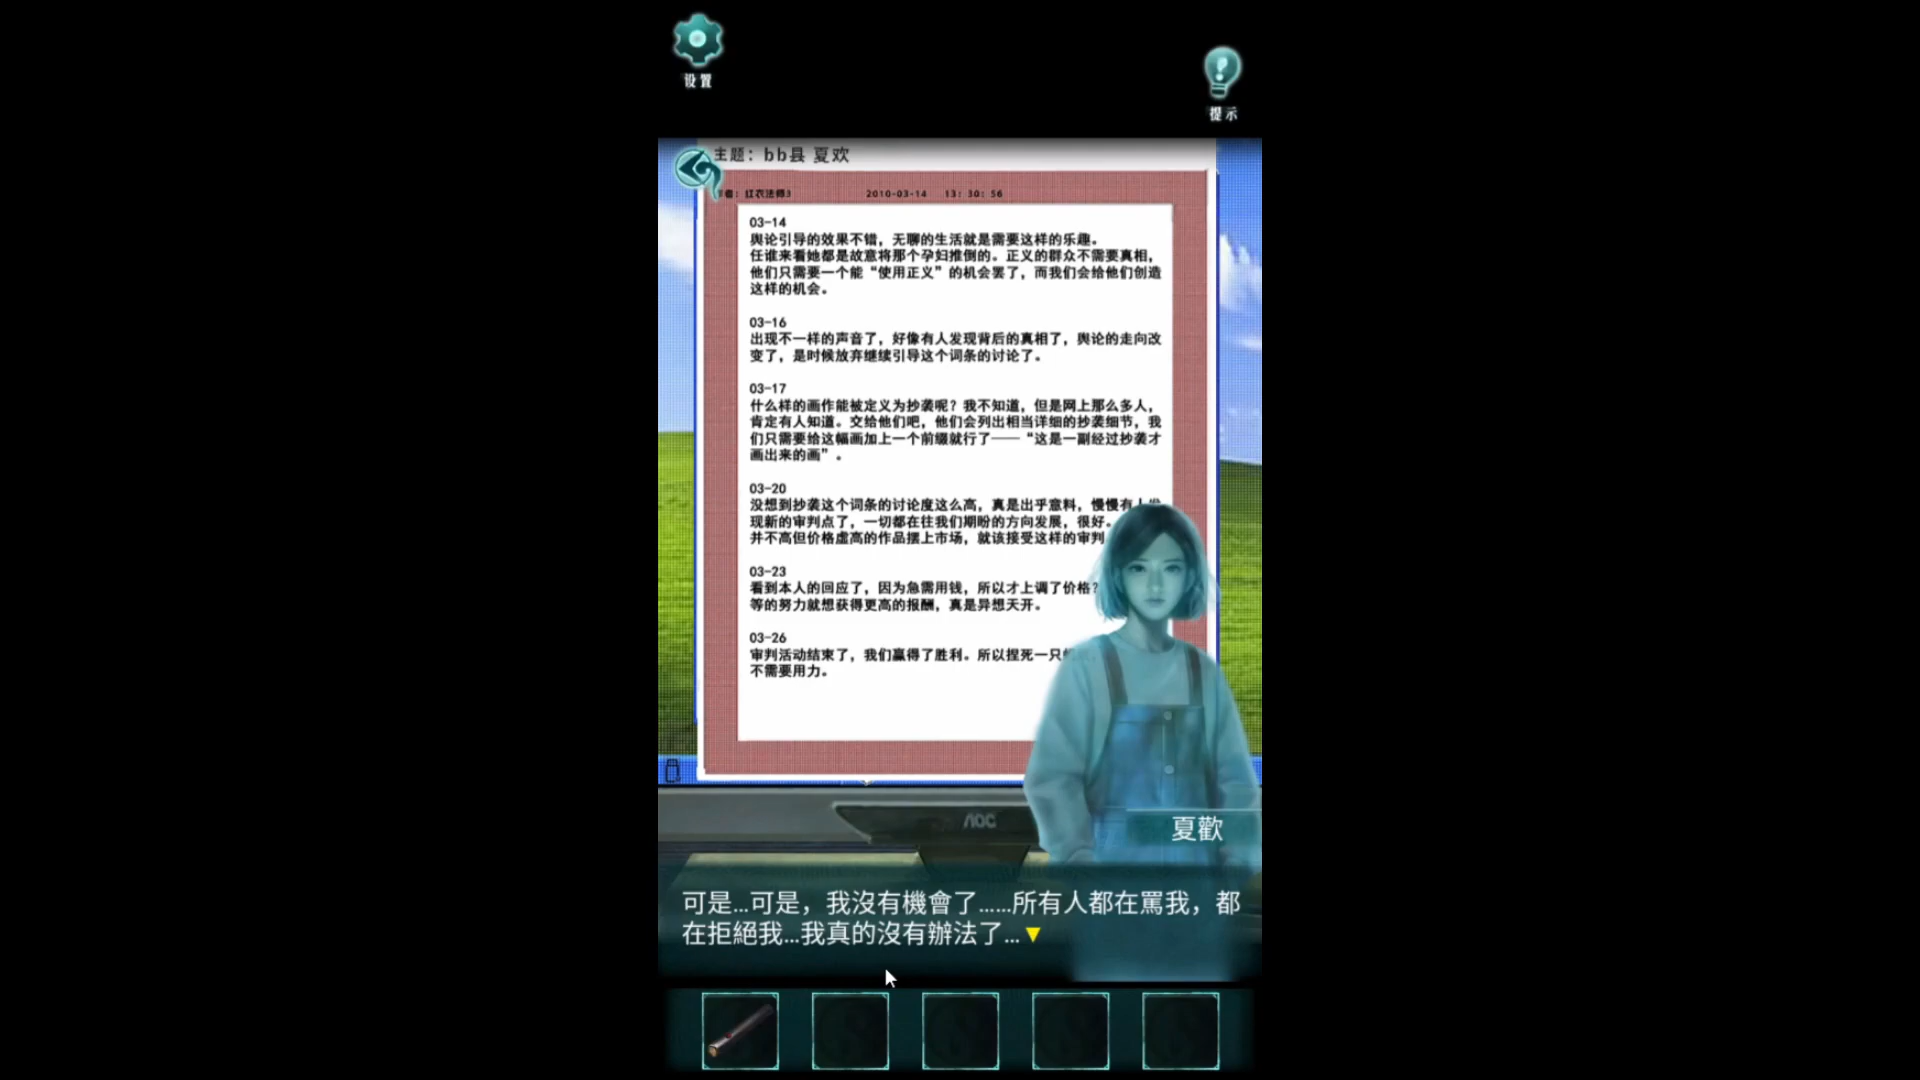 设置
提示
主题：bb县 夏欢
者：红衣法师3 2010-03-14 13：30：56
03-14
舆论引导的效果不错，无聊的生活就是需要这样的乐趣。
任谁来看她都是故意将那个孕妇推倒的。正义的群众不需要真相，
他们只需要一个能“使用正义”的机会罢了，而我们会给他们创造
这样的机会。
03-16
出现不一样的声音了，好像有人发现背后的真相了，舆论的走向改
变了，是时候放弃继续引导这个词条的讨论了。
03-17
什么样的画作能被定义为抄袭呢？我不知道，但是网上那么多人，
肯定有人知道。交给他们吧，他们会列出相当详细的抄袭细节，我
们只需要给这幅画加上一个前缀就行了——“这是一副经过抄袭才
画出来的画”。
03-20
没想到抄袭这个词条的讨论度这么高，真是出乎意料，慢慢有人发
现新的审判点了，一切都在往我们期盼的方向发展，很好。
并不高但价格虚高的作品摆上市场，就该接受这样的审判
03-23
看到本人的回应了，因为急需用钱，所以才上调了价格？
等的努力就想获得更高的报酬，真是异想天开。
03-26
审判活动结束了，我们赢得了胜利。所以捏死一只
不需要用力。
AOC
夏歡
可是...可是，我沒有機會了......所有人都在罵我，都
在拒絕我...我真的沒有辦法了...